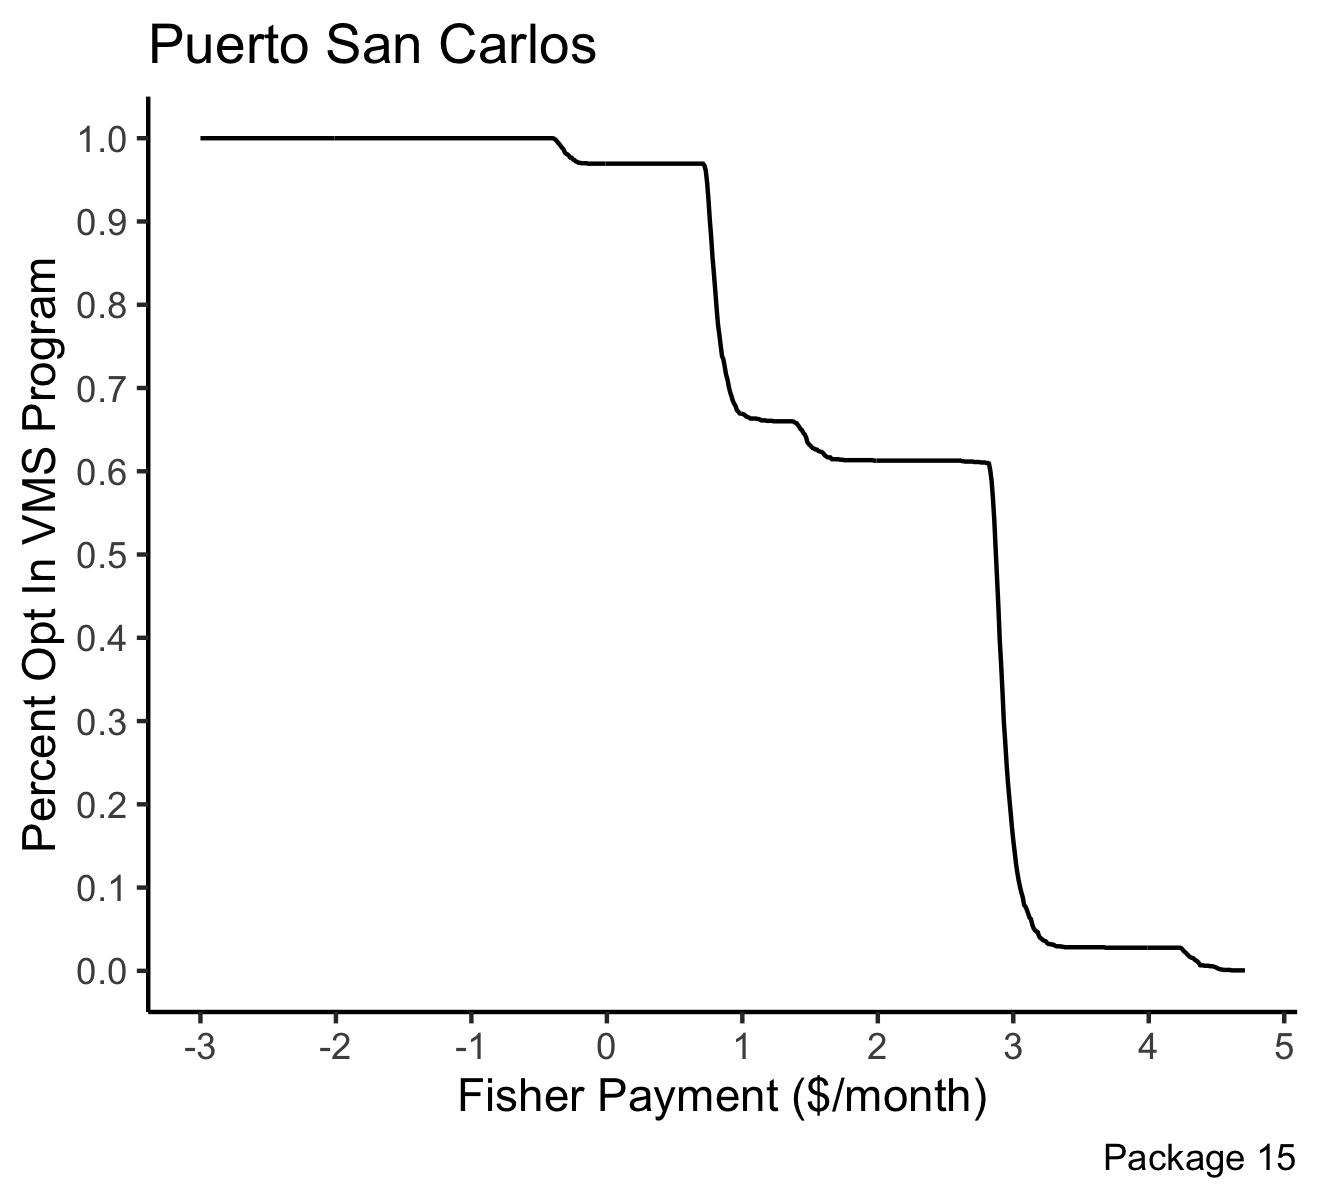 Puerto San Carlos
Percent Opt In VMS Program
1.0
0.9
0.8
0.7
0.6
0.5
0.4
0.3
0.2
0.1
0.0
-3 -2 -1 0 1 2 3 4 5
Fisher Payment ($/month)
Package 15